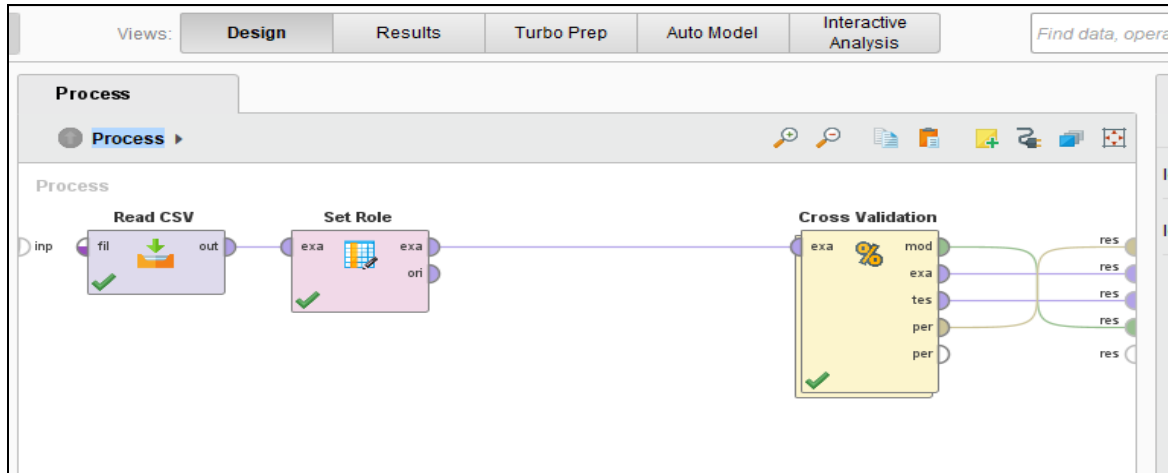 Views:
Design
Results
Turbo Prep
Auto Model
Interactive
Analysis
Find data, opera
Process
Process
Process
Read CSV
Set Role
Cross Validation
inp
fil
out
exa
exa
ori
exa
mod
exa
tes
per
per
res
res
res
res
res